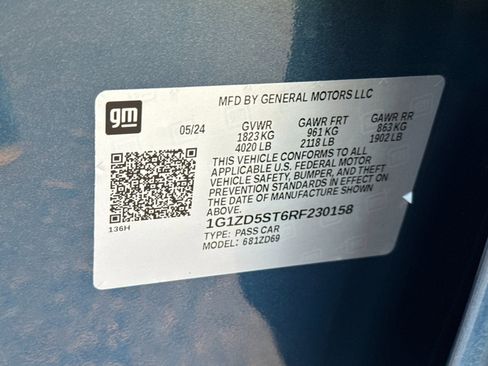 gm
MFD BY GENERAL MOTORS LLC
05/24 GVWR GAWR FRT GAWR RR
1823 KG 961 KG 863 KG
4020 LB 2118 LB 1902 LB
THIS VEHICLE CONFORMS TO ALL
APPLICABLE U.S. FEDERAL MOTOR
VEHICLE SAFETY, BUMPER, AND THEFT
PREVENTION STANDARDS IN EFFECT ON
THE DATE OF MANUFACTURE SHOWN
ABOVE.
136H
1G1ZD5ST6RF230158
TYPE: PASS CAR
MODEL: 681ZD69